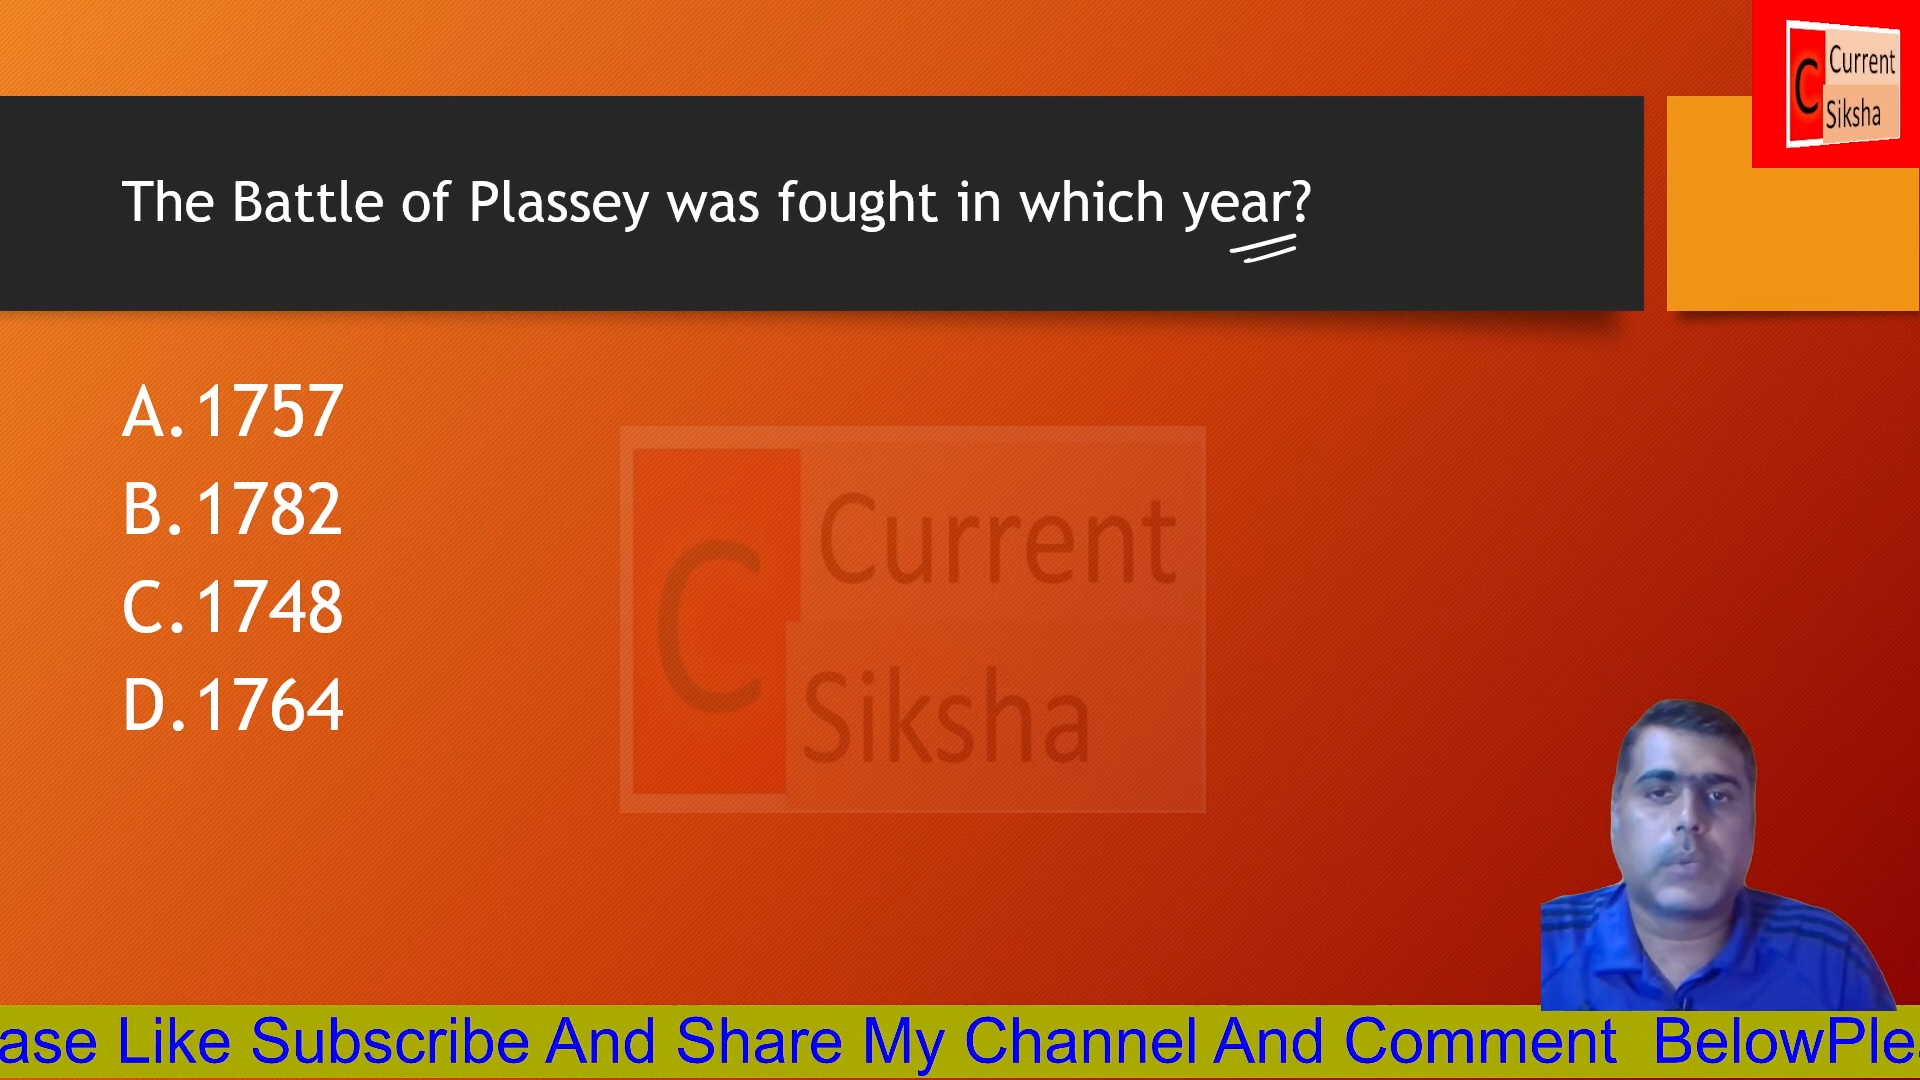 C Current
Siksha
The Battle of Plassey was fought in which year?
A. 1757
B. 1782
C. 1748
D. 1764
C Current
Siksha
ase Like Subscribe And Share My Channel And Comment BelowPle